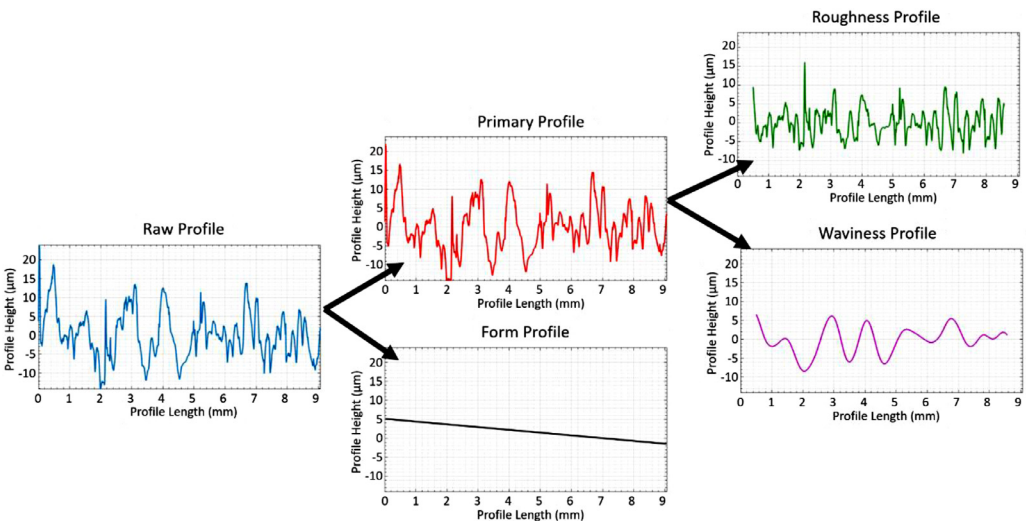 Raw Profile
Profile Height (µm)
20
15
10
5
0
-5
-10
0 1 2 3 4 5 6 7 8 9
Profile Length (mm)
Primary Profile
Profile Height (µm)
20
15
10
5
0
-5
-10
0 1 2 3 4 5 6 7 8 9
Profile Length (mm)
Form Profile
Profile Height (µm)
20
15
10
5
0
-5
-10
0 1 2 3 4 5 6 7 8 9
Profile Length (mm)
Roughness Profile
Profile Height (µm)
20
15
10
5
0
-5
-10
0 1 2 3 4 5 6 7 8 9
Profile Length (mm)
Waviness Profile
Profile Height (µm)
20
15
10
5
0
-5
-10
0 1 2 3 4 5 6 7 8 9
Profile Length (mm)